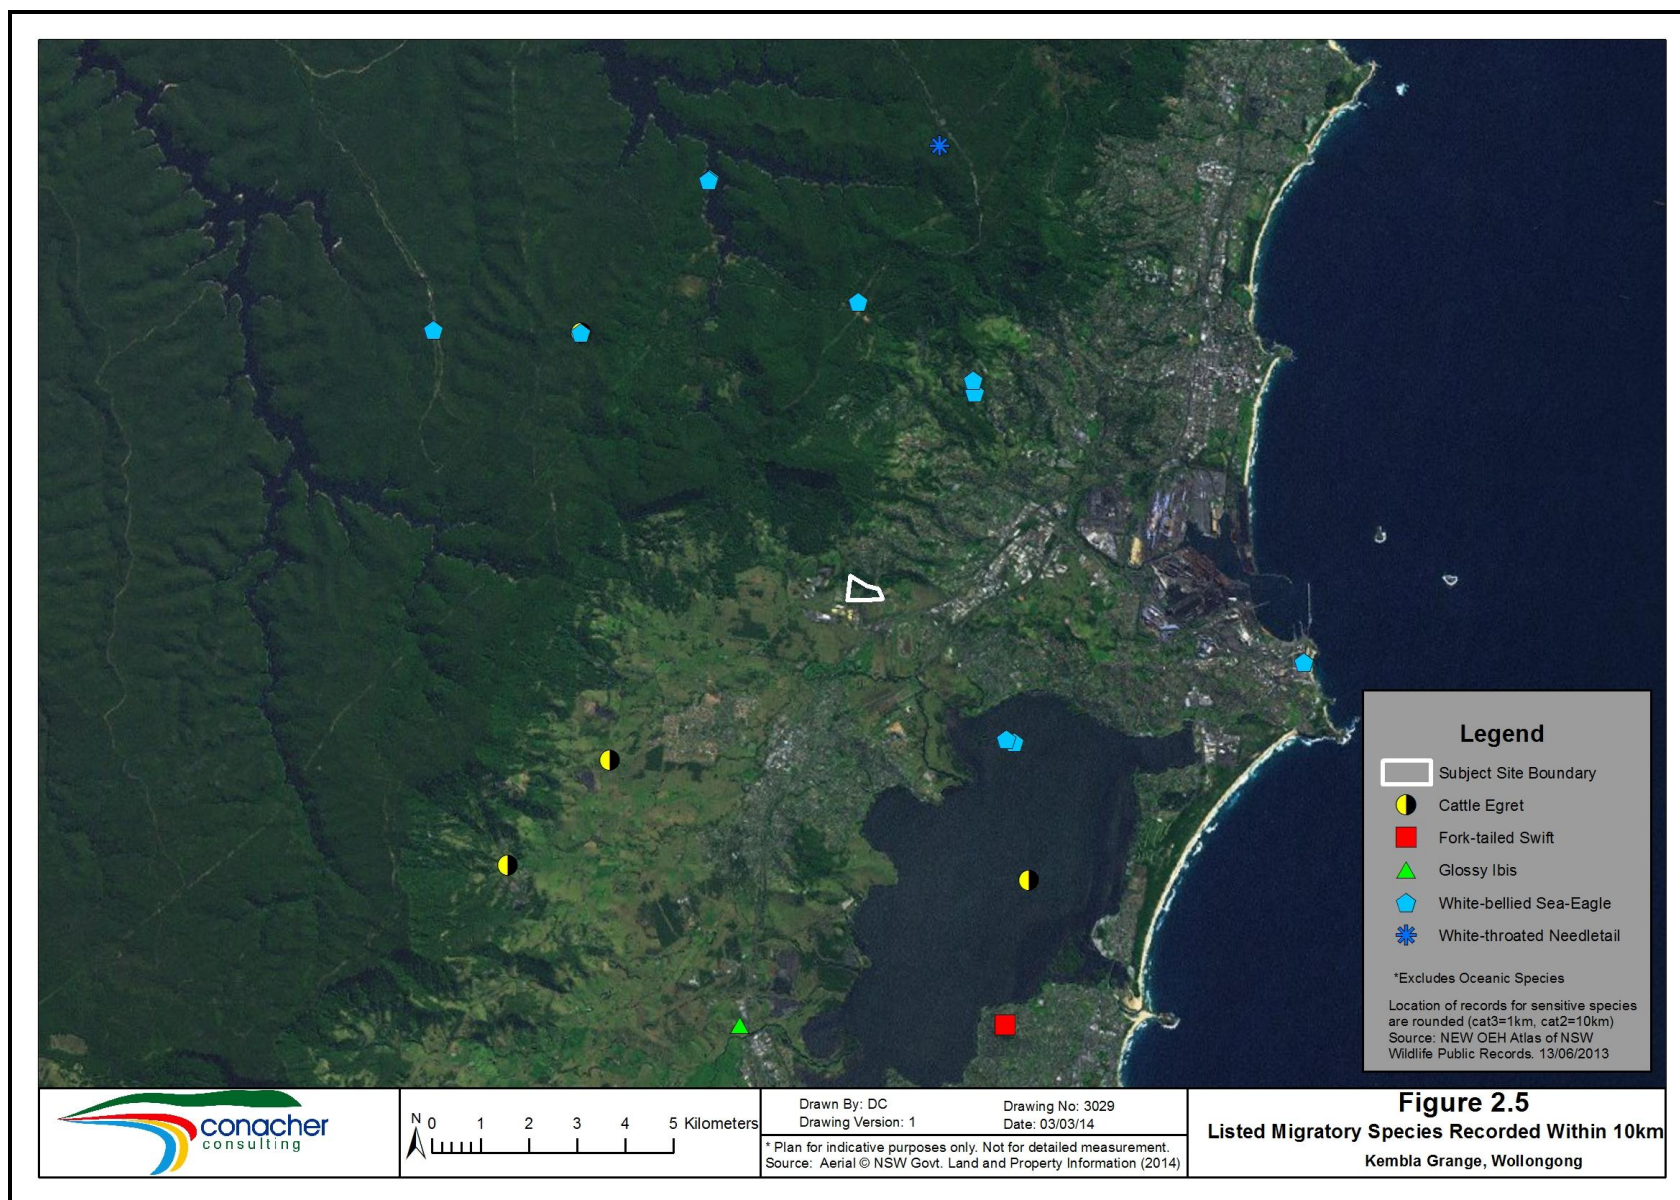 Legend
Subject Site Boundary
Cattle Egret
Fork-tailed Swift
Glossy Ibis
White-bellied Sea-Eagle
White-throated Needletail
*Excludes Oceanic Species
Location of records for sensitive species
are rounded (cat3=1km, cat2=10km)
Source: NEW OEH Atlas of NSW
Wildlife Public Records. 13/06/2013
conacher
consulting
N
0 1 2 3 4 5 Kilometers
Drawn By: DC
Drawing Version: 1
Drawing No: 3029
Date: 03/03/14
* Plan for indicative purposes only. Not for detailed measurement.
Source: Aerial © NSW Govt. Land and Property Information (2014)
Figure 2.5
Listed Migratory Species Recorded Within 10km
Kembla Grange, Wollongong